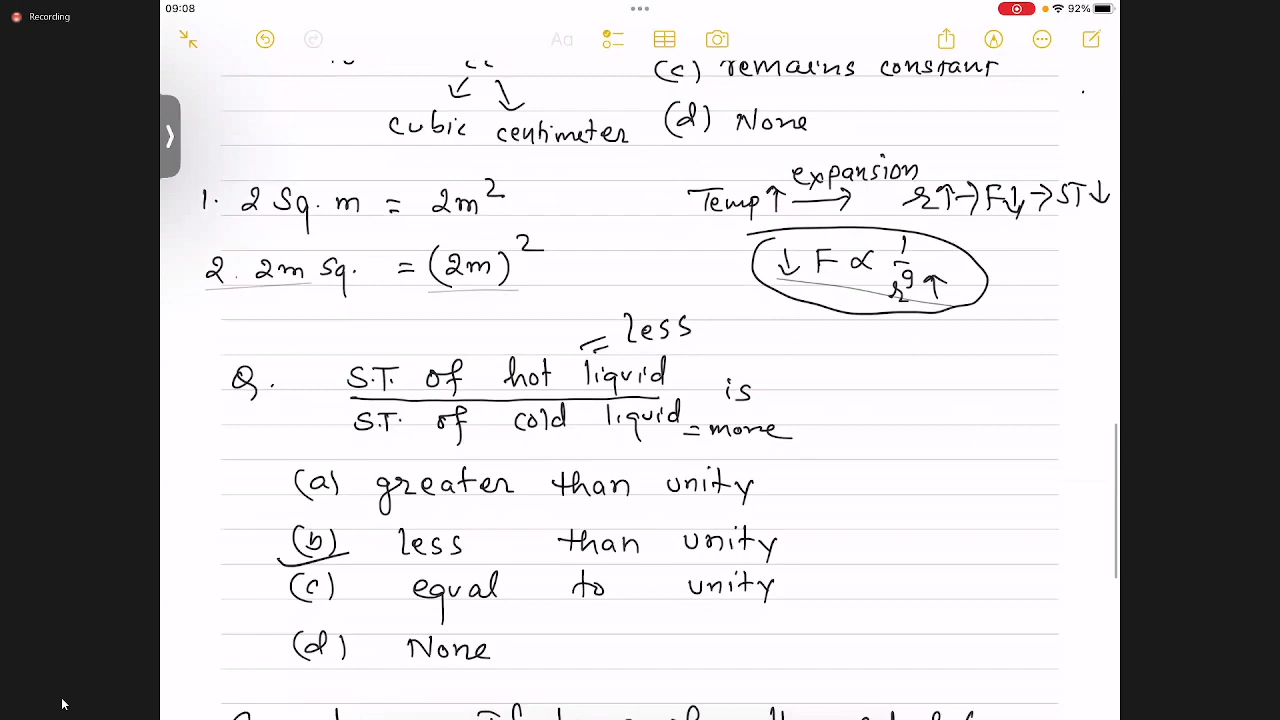 09:08
92%
Recording
Aa
(c) remains constant
cubic centimeter
(d) None
1. 2 Sq. m = 2m²
expansion
Temp↑ → r↑→F↓→ST↓
2. 2m Sq. = (2m)²
↓ F ∝ 1/r⁹ ↑
= less
Q. S.T. of hot liquid
is
S.T. of cold liquid = more
(a) greater than unity
(b) less than unity
(c) equal to unity
(d) None